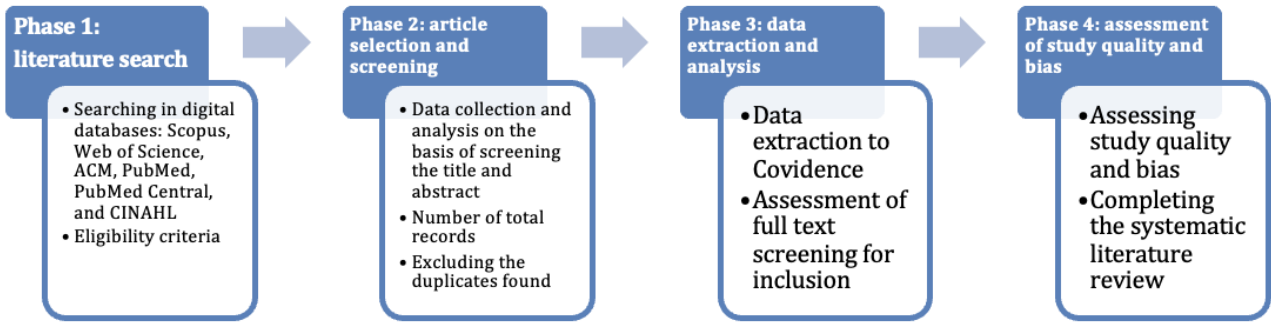 Phase 1:
literature search
• Searching in digital
databases: Scopus,
Web of Science,
ACM, PubMed,
PubMed Central,
and CINAHL
• Eligibility criteria
Phase 2: article
selection and
screening
• Data collection and
analysis on the
basis of screening
the title and
abstract
• Number of total
records
• Excluding the
duplicates found
Phase 3: data
extraction and
analysis
•Data
extraction to
Covidence
•Assessment of
full text
screening for
inclusion
Phase 4: assessment
of study quality and
bias
•Assessing
study quality
and bias
•Completing
the systematic
literature
review